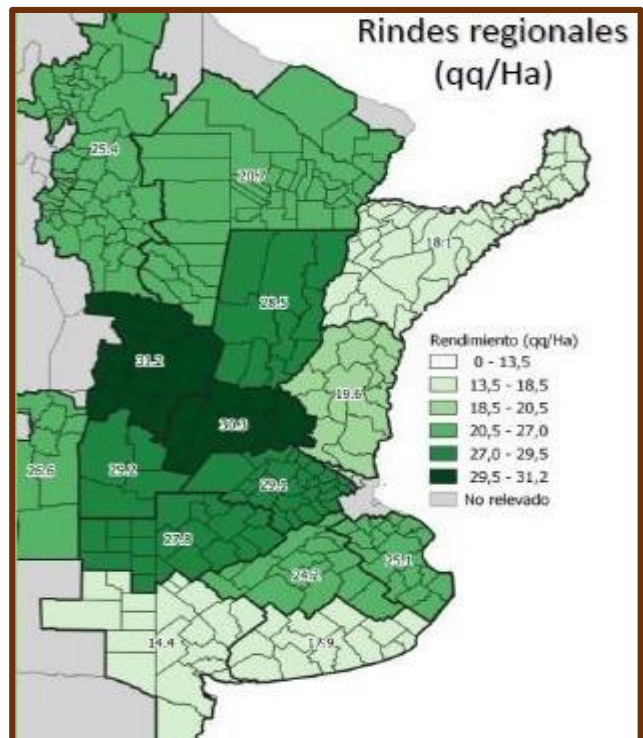 Rindes regionales
(qq/Ha)
25.4
20.7
18.1
28.5
31.2
19.6
30.3
Rendimiento (qq/Ha)
0 - 13,5
13,5 - 18,5
18,5 - 20,5
20,5 - 27,0
27,0 - 29,5
29,5 - 31,2
No relevado
26.6
29.2
29.1
27.8
24.2
25.1
14.4
17.9